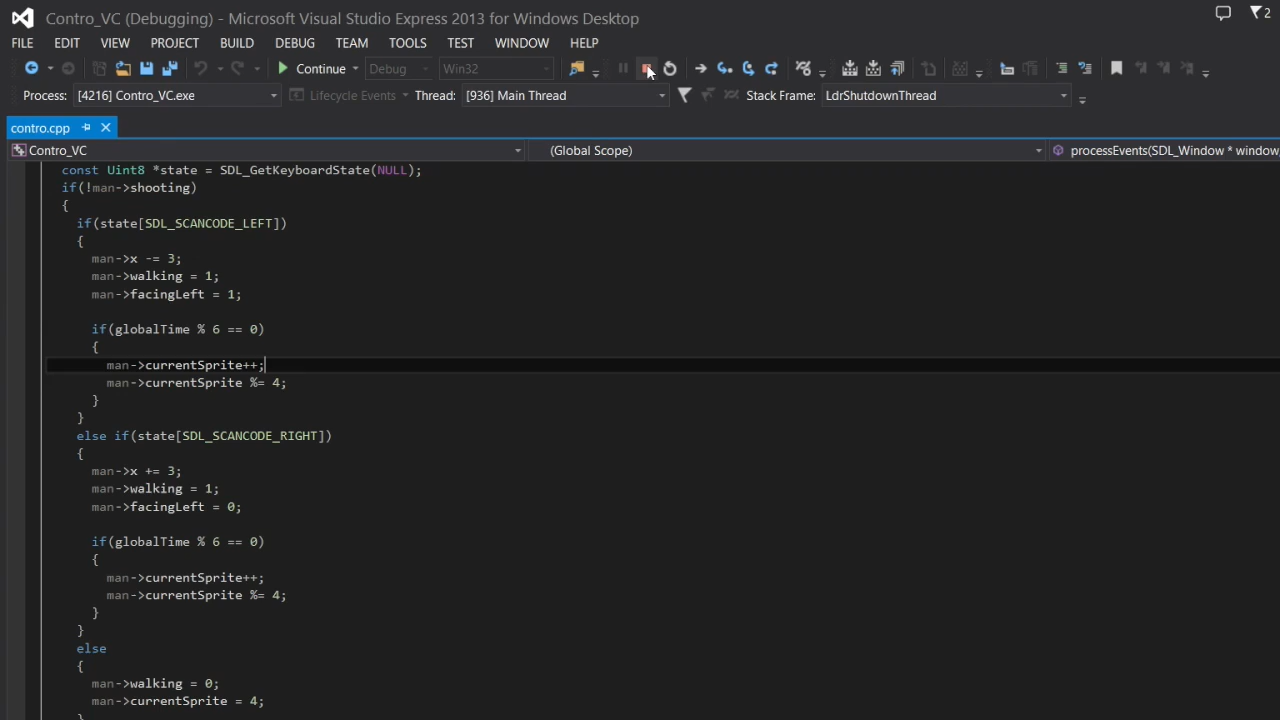 Contro_VC (Debugging) - Microsoft Visual Studio Express 2013 for Windows Desktop
2
FILE EDIT VIEW PROJECT BUILD DEBUG TEAM TOOLS TEST WINDOW HELP
Continue Debug Win32
Process: [4216] Contro_VC.exe Lifecycle Events Thread: [936] Main Thread Stack Frame: LdrShutdownThread
contro.cpp
Contro_VC (Global Scope) processEvents(SDL_Window * window,
const Uint8 *state = SDL_GetKeyboardState(NULL);
if(!man->shooting)
{
if(state[SDL_SCANCODE_LEFT])
{
man->x -= 3;
man->walking = 1;
man->facingLeft = 1;
if(globalTime % 6 == 0)
{
man->currentSprite++;
man->currentSprite %= 4;
}
}
else if(state[SDL_SCANCODE_RIGHT])
{
man->x += 3;
man->walking = 1;
man->facingLeft = 0;
if(globalTime % 6 == 0)
{
man->currentSprite++;
man->currentSprite %= 4;
}
}
else
{
man->walking = 0;
man->currentSprite = 4;
}